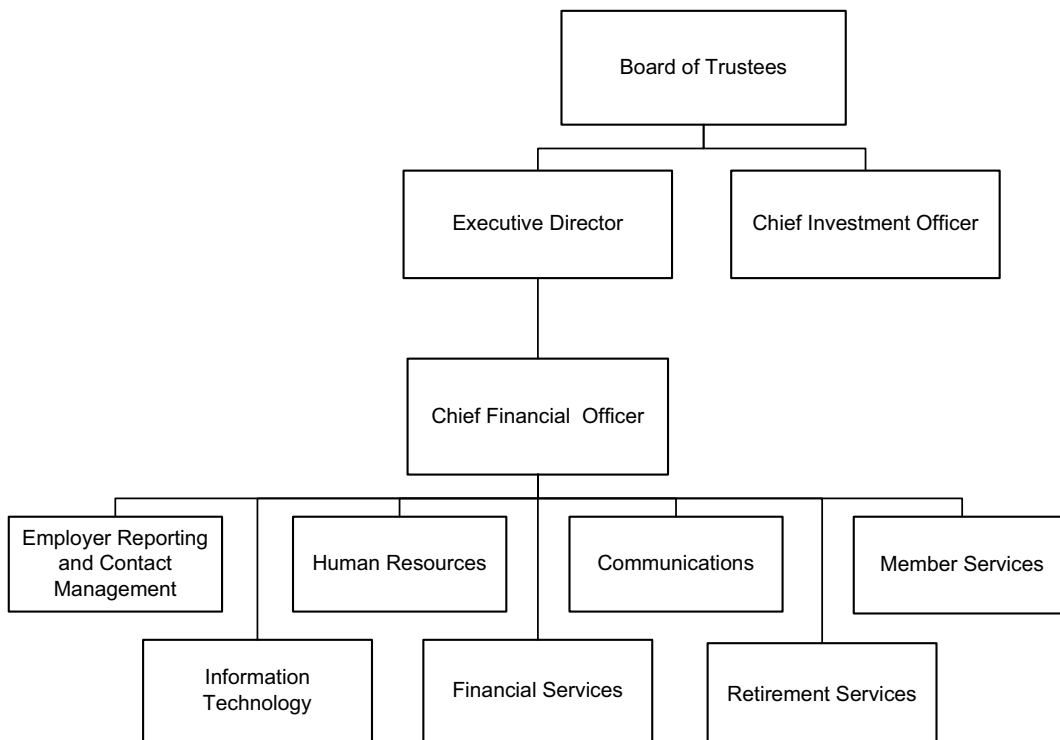 Board of Trustees
Executive Director
Chief Investment Officer
Chief Financial Officer
Employer Reporting
and Contact
Management
Human Resources
Communications
Member Services
Information
Technology
Financial Services
Retirement Services